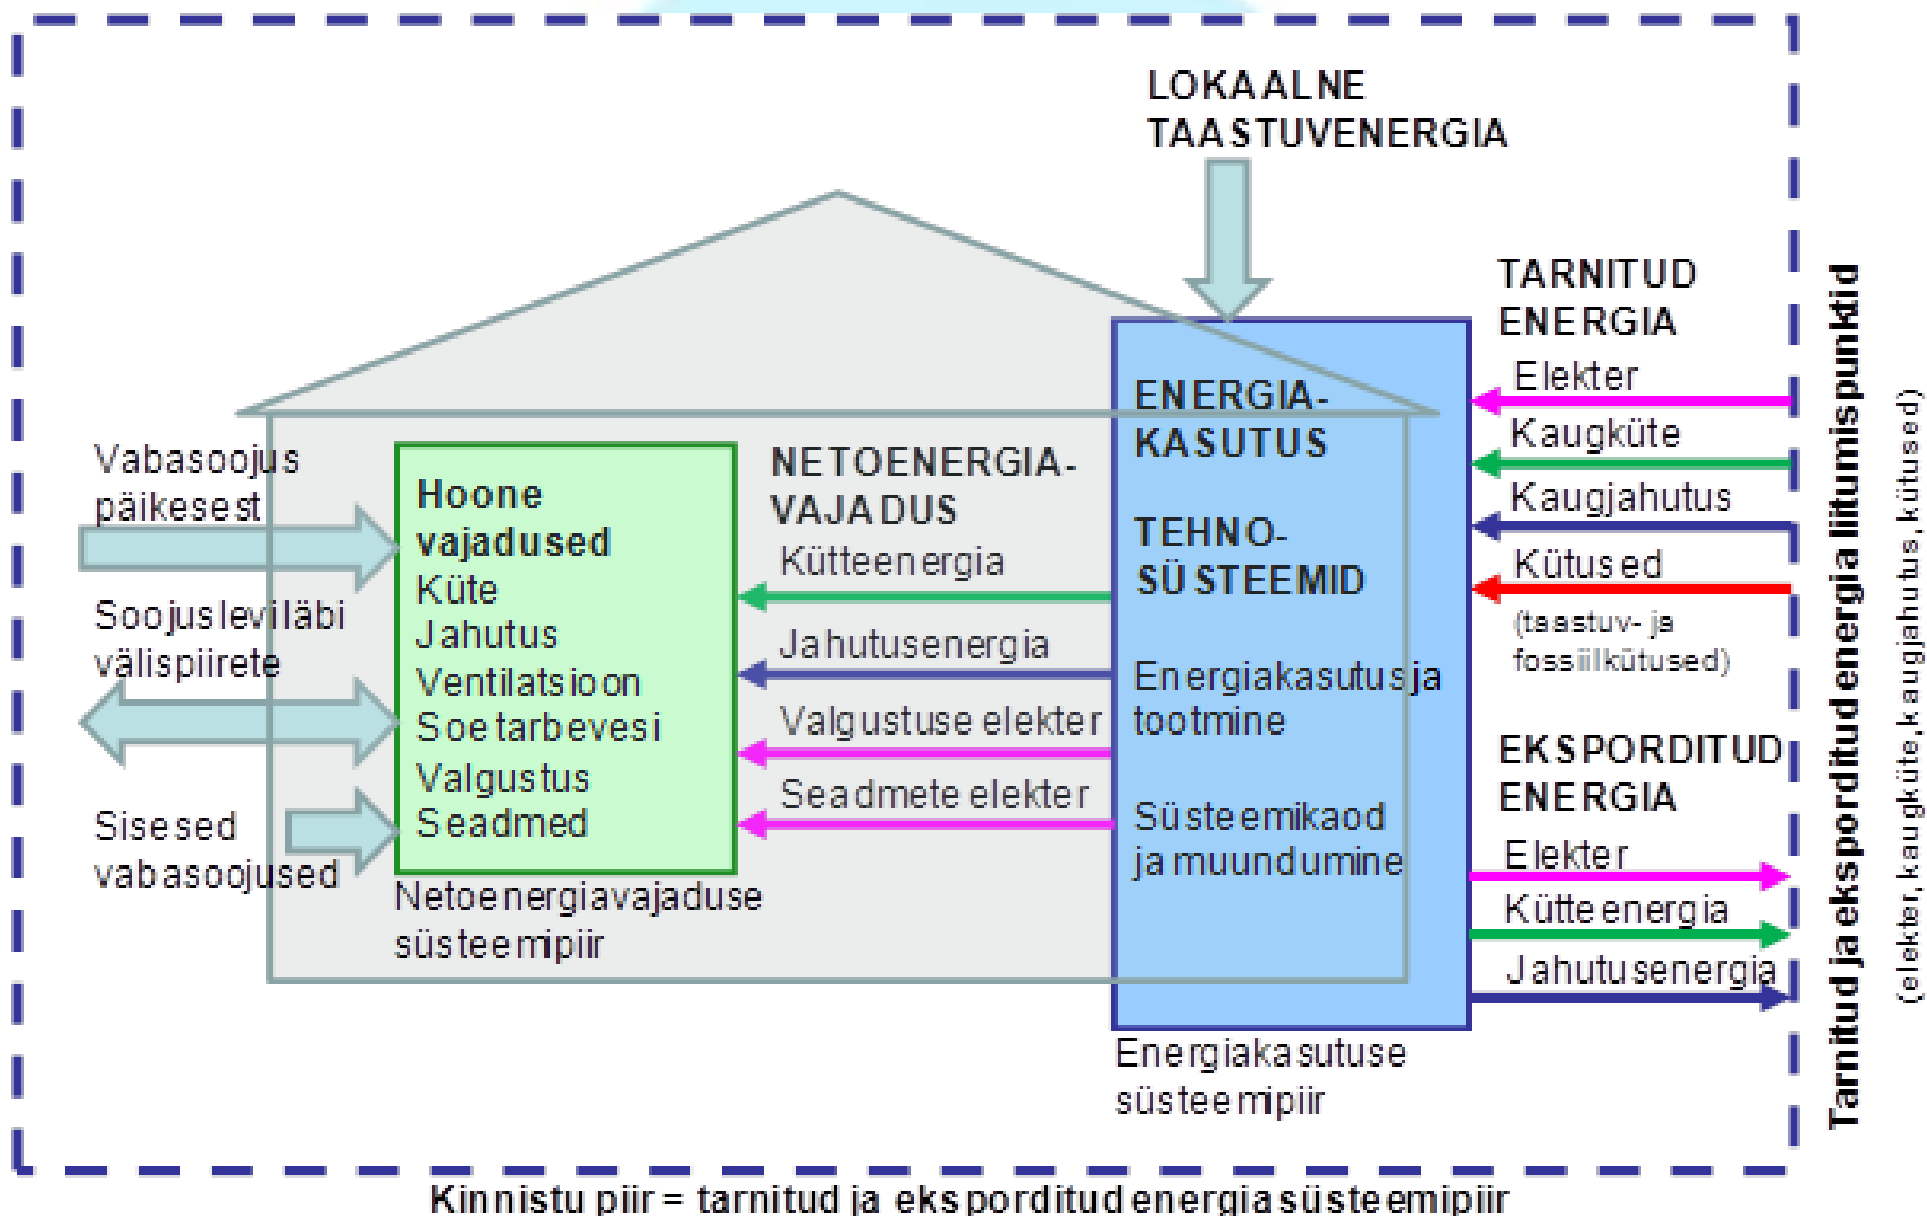 LOKAALNE
TAASTUVENERGIA
TARNITUD
ENERGIA
Elekter
Kaugküte
Kaugjahutus
Kütused
(taastuv- ja
fossiilkütused)
EKSPORDITUD
ENERGIA
Elekter
Kütteenergia
Jahutusenergia
ENERGIA-
KASUTUS
TEHNO-
SÜSTEEMID
Energiakasutus ja
tootmine
Süsteemikaod
ja muundumine
Energiakasutuse
süsteemipiir
NETOENERGIA-
VAJADUS
Kütteenergia
Jahutusenergia
Valgustuse elekter
Seadmete elekter
Hoone
vajadused
Küte
Jahutus
Ventilatsioon
Soe tarbevesi
Valgustus
Seadmed
Netoenergiavajaduse
süsteemipiir
Vabasoojus
päikesest
Soojuslevi läbi
välispiirete
Sisesed
vabasoojused
Tarnitud ja eksporditud energia liitumispunktid
(elekter, kaugküte, kaugjahutus, kütused)
Kinnistu piir = tarnitud ja eksporditud energia süsteemipiir